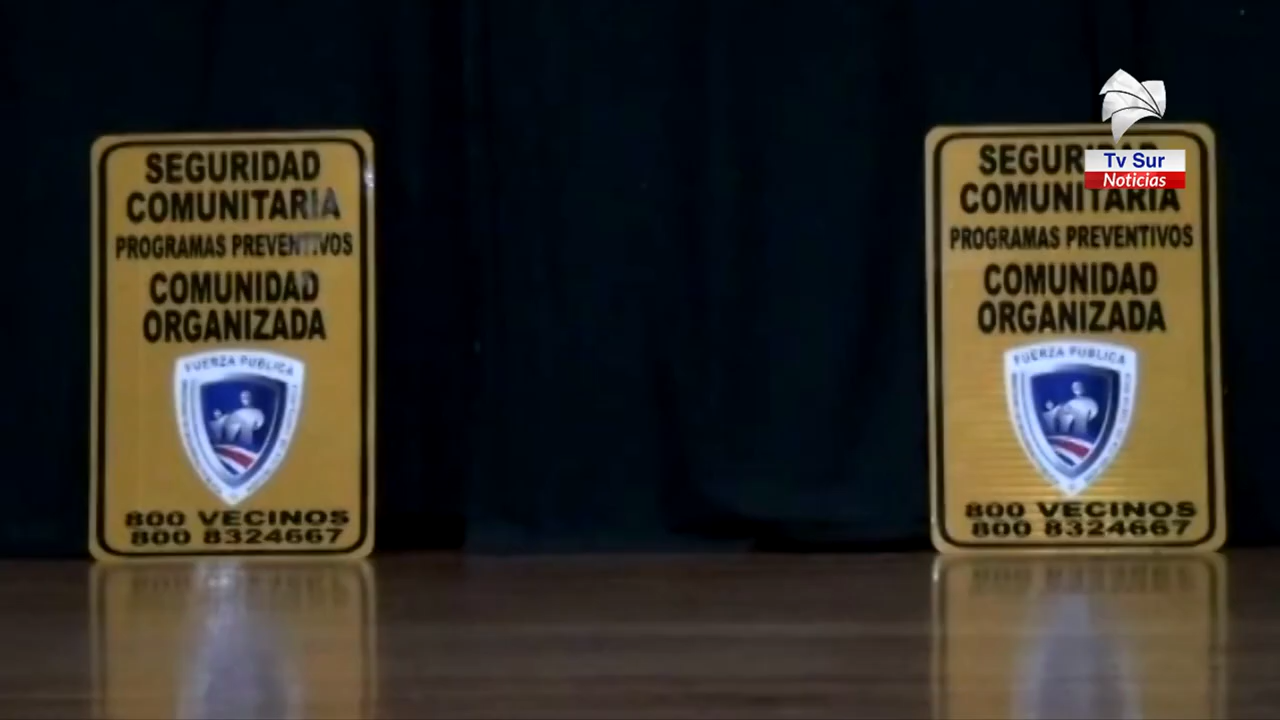 SEGURIDAD
COMUNITARIA
PROGRAMAS PREVENTIVOS
COMUNIDAD
ORGANIZADA
FUERZA PUBLICA
800 VECINOS
800 8324667
SEGURIDAD
COMUNITARIA
PROGRAMAS PREVENTIVOS
COMUNIDAD
ORGANIZADA
FUERZA PUBLICA
800 VECINOS
800 8324667
Tv Sur
Noticias